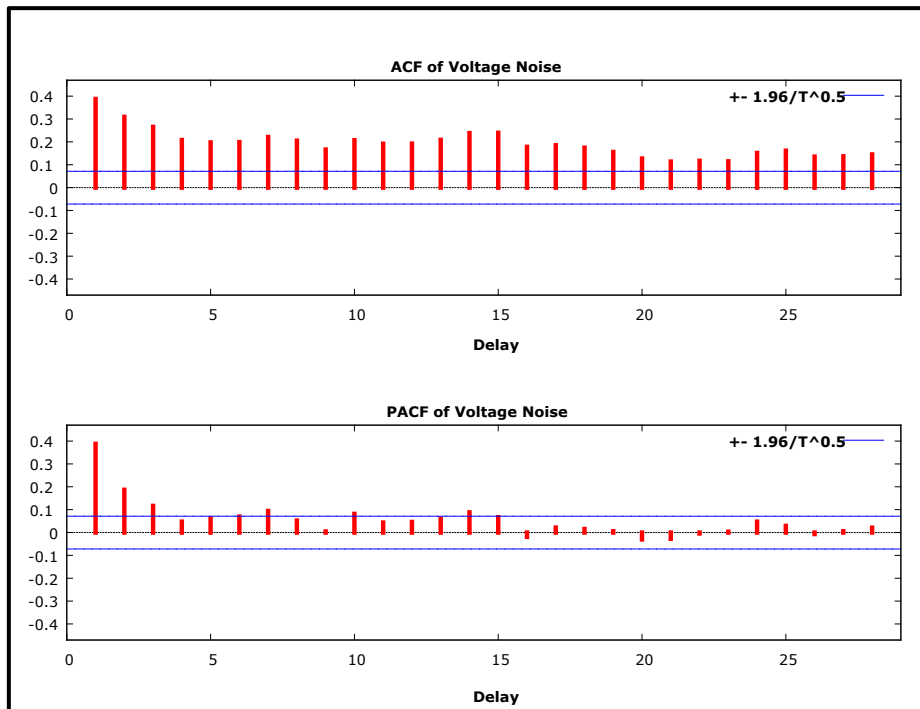 ACF of Voltage Noise
+- 1.96/T^0.5
0.4
0.3
0.2
0.1
0
-0.1
-0.2
-0.3
-0.4
0 5 10 15 20 25
Delay
PACF of Voltage Noise
+- 1.96/T^0.5
0.4
0.3
0.2
0.1
0
-0.1
-0.2
-0.3
-0.4
0 5 10 15 20 25
Delay